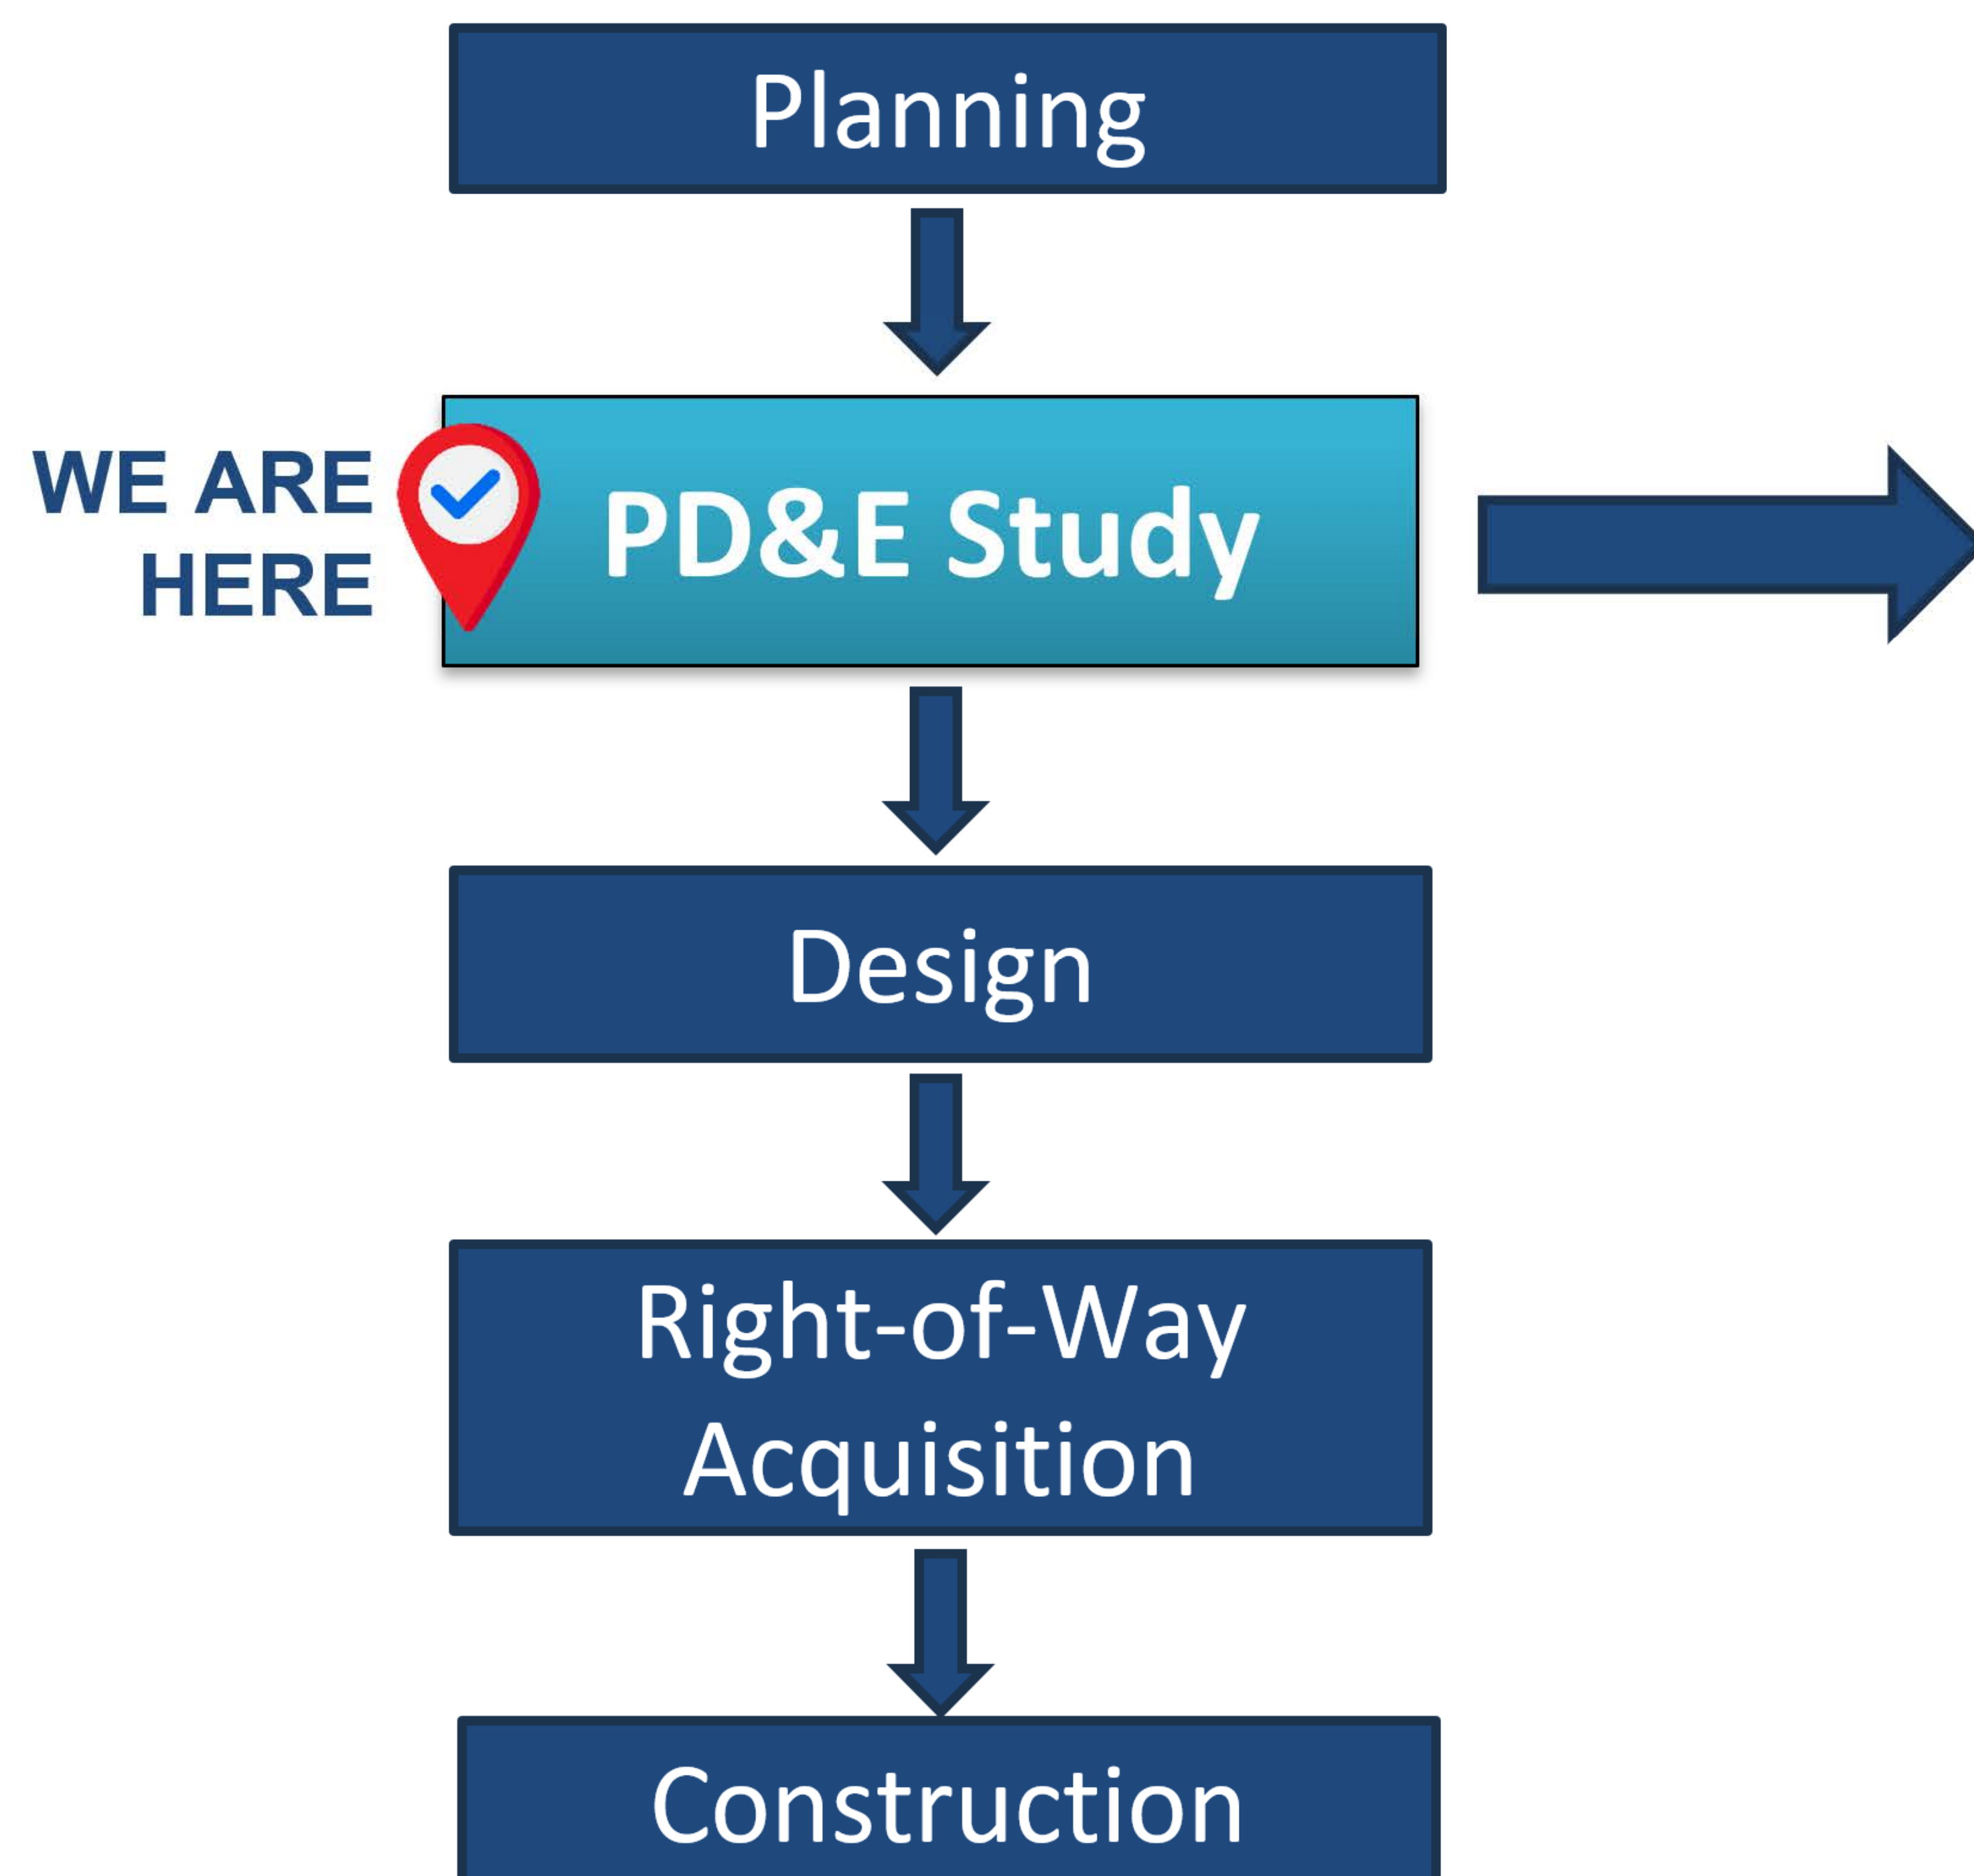 Planning
WE ARE
HERE
PD&E Study
Design
Right-of-Way
Acquisition
Construction